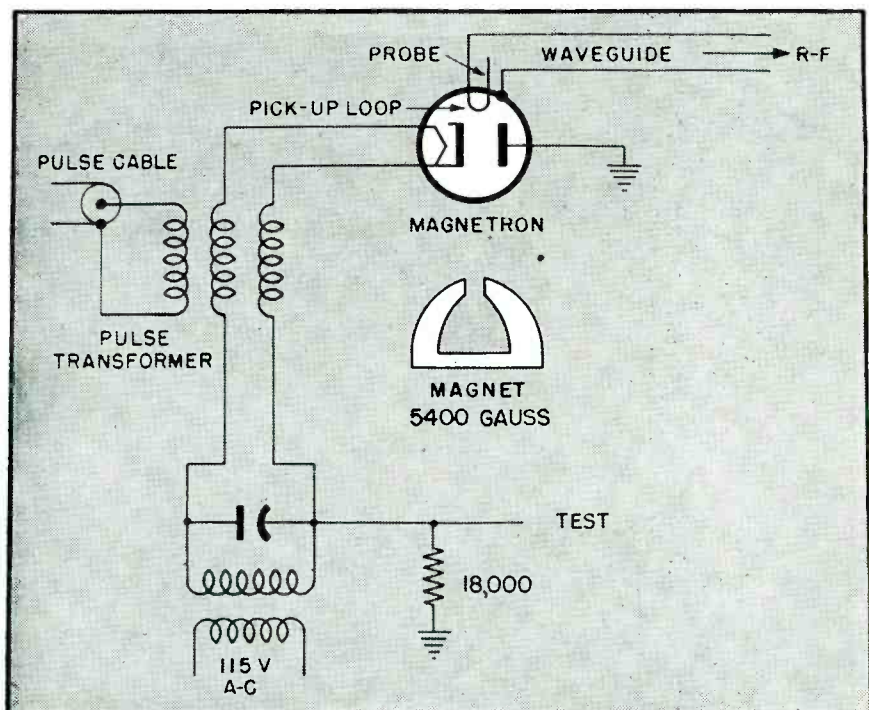 PROBE
WAVEGUIDE
R-F
PICK-UP LOOP
PULSE CABLE
MAGNETRON
PULSE
TRANSFORMER
MAGNET
5400 GAUSS
TEST
18,000
115 V
A-C